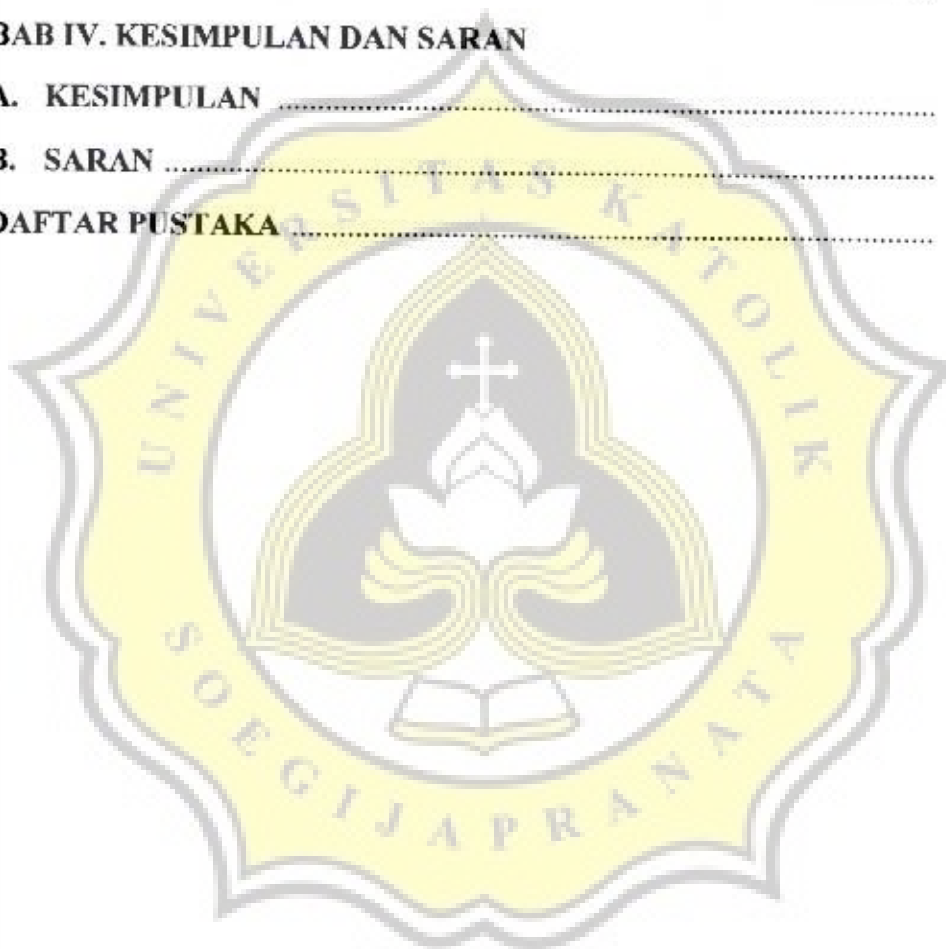 BAB IV. KESIMPULAN DAN SARAN
A. KESIMPULAN ........................................................
B. SARAN ........................................................
DAFTAR PUSTAKA ........................................................
UNIVERSITAS KATOLIK
SOEGIJAPRANATA